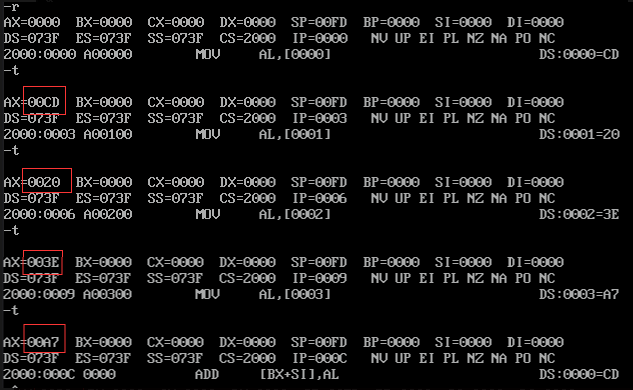 -r
AX=0000 BX=0000 CX=0000 DX=0000 SP=00FD BP=0000 SI=0000 DI=0000
DS=073F ES=073F SS=073F CS=2000 IP=0000 NV UP EI PL NZ NA PO NC
2000:0000 A00000 MOV AL,[0000] DS:0000=CD
-t
AX=00CD BX=0000 CX=0000 DX=0000 SP=00FD BP=0000 SI=0000 DI=0000
DS=073F ES=073F SS=073F CS=2000 IP=0003 NV UP EI PL NZ NA PO NC
2000:0003 A00100 MOV AL,[0001] DS:0001=20
-t
AX=0020 BX=0000 CX=0000 DX=0000 SP=00FD BP=0000 SI=0000 DI=0000
DS=073F ES=073F SS=073F CS=2000 IP=0006 NV UP EI PL NZ NA PO NC
2000:0006 A00200 MOV AL,[0002] DS:0002=3E
-t
AX=003E BX=0000 CX=0000 DX=0000 SP=00FD BP=0000 SI=0000 DI=0000
DS=073F ES=073F SS=073F CS=2000 IP=0009 NV UP EI PL NZ NA PO NC
2000:0009 A00300 MOV AL,[0003] DS:0003=A7
-t
AX=00A7 BX=0000 CX=0000 DX=0000 SP=00FD BP=0000 SI=0000 DI=0000
DS=073F ES=073F SS=073F CS=2000 IP=000C NV UP EI PL NZ NA PO NC
2000:000C 0000 ADD [BX+SI],AL DS:0000=CD